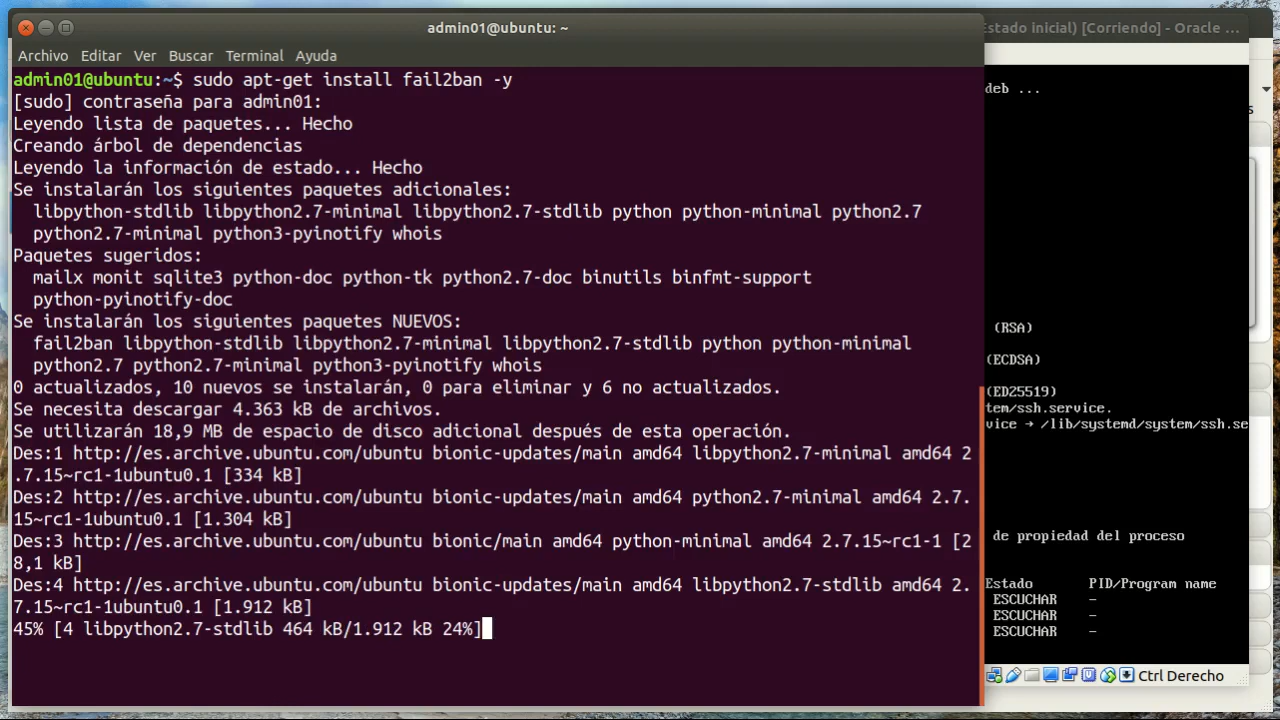 admin01@ubuntu: ~
Estado inicial) [Corriendo] - Oracle ...
Archivo Editar Ver Buscar Terminal Ayuda
admin01@ubuntu:~$ sudo apt-get install fail2ban -y
[sudo] contraseña para admin01:
Leyendo lista de paquetes... Hecho
Creando árbol de dependencias
Leyendo la información de estado... Hecho
Se instalarán los siguientes paquetes adicionales:
libpython-stdlib libpython2.7-minimal libpython2.7-stdlib python python-minimal python2.7
python2.7-minimal python3-pyinotify whois
Paquetes sugeridos:
mailx monit sqlite3 python-doc python-tk python2.7-doc binutils binfmt-support
python-pyinotify-doc
Se instalarán los siguientes paquetes NUEVOS:
fail2ban libpython-stdlib libpython2.7-minimal libpython2.7-stdlib python python-minimal
python2.7 python2.7-minimal python3-pyinotify whois
0 actualizados, 10 nuevos se instalarán, 0 para eliminar y 6 no actualizados.
Se necesita descargar 4.363 kB de archivos.
Se utilizarán 18,9 MB de espacio de disco adicional después de esta operación.
Des:1 http://es.archive.ubuntu.com/ubuntu bionic-updates/main amd64 libpython2.7-minimal amd64 2
.7.15~rc1-1ubuntu0.1 [334 kB]
Des:2 http://es.archive.ubuntu.com/ubuntu bionic-updates/main amd64 python2.7-minimal amd64 2.7.
15~rc1-1ubuntu0.1 [1.304 kB]
Des:3 http://es.archive.ubuntu.com/ubuntu bionic/main amd64 python-minimal amd64 2.7.15~rc1-1 [2
8,1 kB]
Des:4 http://es.archive.ubuntu.com/ubuntu bionic-updates/main amd64 libpython2.7-stdlib amd64 2.
7.15~rc1-1ubuntu0.1 [1.912 kB]
45% [4 libpython2.7-stdlib 464 kB/1.912 kB 24%]
deb ...
(RSA)
(ECDSA)
(ED25519)
tem/ssh.service.
vice → /lib/systemd/system/ssh.se
de propiedad del proceso
Estado PID/Program name
ESCUCHAR -
ESCUCHAR -
ESCUCHAR -
Ctrl Derecho